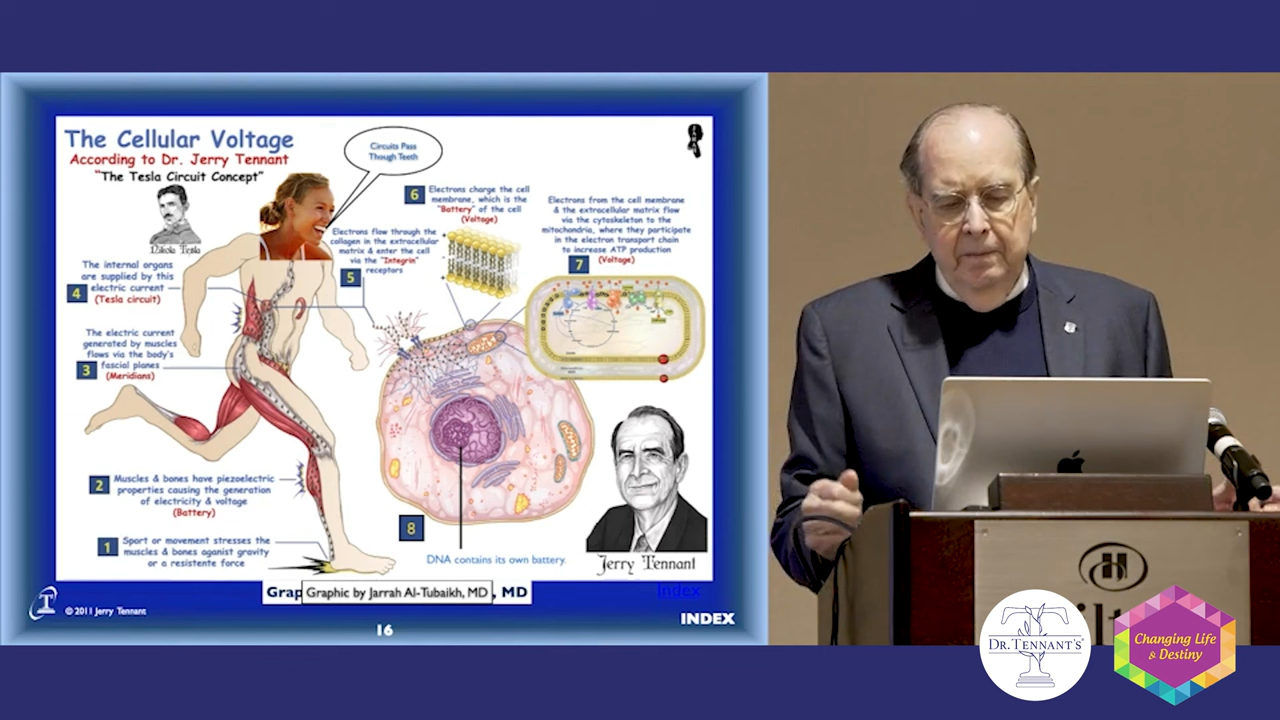 The Cellular Voltage
According to Dr. Jerry Tennant
"The Tesla Circuit Concept"
Nikola Tesla
Circuits Pass
Though Teeth
6
Electrons charge the cell
membrane, which is the
"Battery" of the cell
(Voltage)
Electrons from the cell membrane
& the extracellular matrix flow
via the cytoskeleton to the
mitochondria, where they participate
in the electron transport chain
to increase ATP production
(Voltage)
7
Electrons flow through the
collagen in the extracellular
matrix & enter the cell
via the "Integrin"
receptors
5
The internal organs
are supplied by this
electric current
(Tesla circuit)
4
The electric current
generated by muscles
flows via the body's
fascial planes
(Meridians)
3
2
Muscles & bones have piezoelectric
properties causing the generation
of electricity & voltage
(Battery)
1
Sport or movement stresses the
muscles & bones aganist gravity
or a resistente force
8
DNA contains its own battery.
Jerry Tennant
Grap
Graphic by Jarrah Al-Tubaikh, MD
, MD
Index
INDEX
T
© 2011 Jerry Tennant
16
H
DR. TENNANT'S®
Changing Life
& Destiny